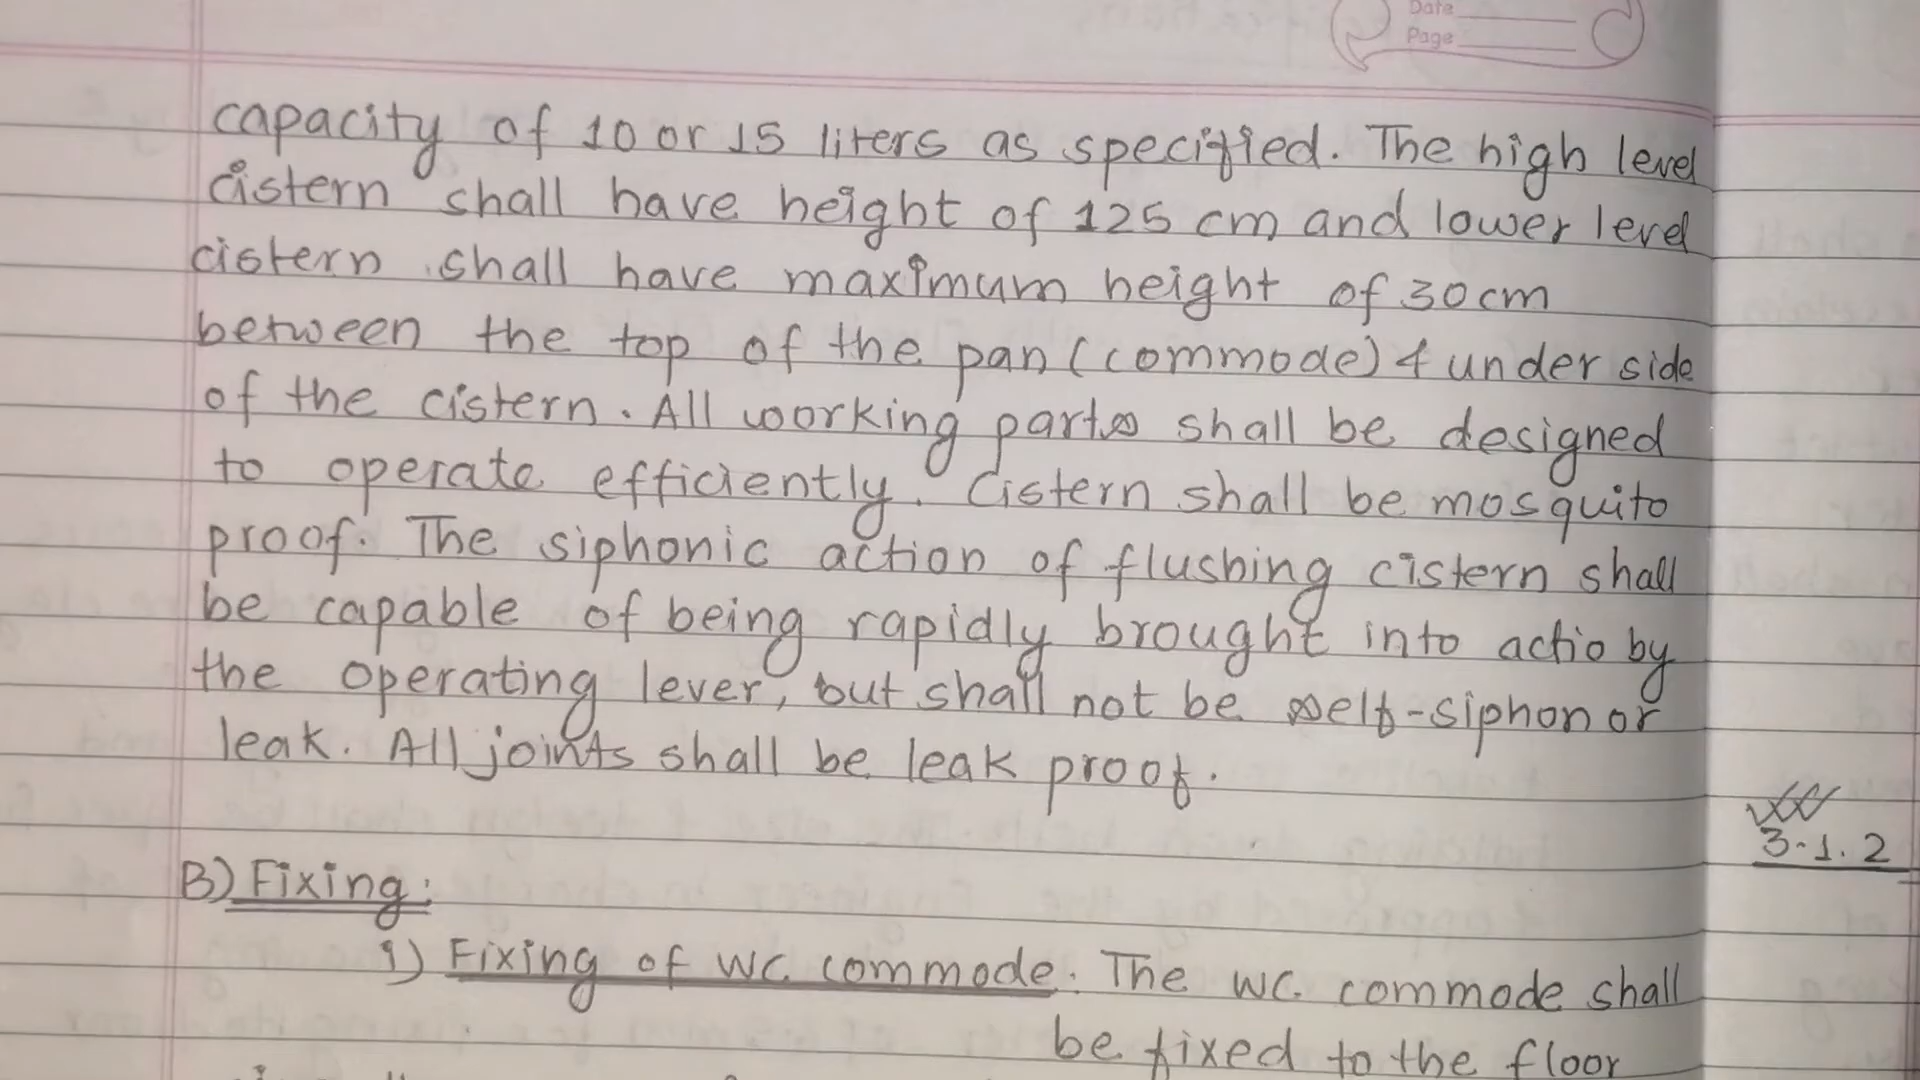 Date
Page
capacity of 10 or 15 liters as specified. The high level
cistern shall have height of 125 cm and lower level
cistern shall have maximum height of 30cm
between the top of the pan (commode) & under side
of the cistern. All working parts shall be designed
to operate efficiently. Cistern shall be mosquito
proof. The siphonic action of flushing cistern shall
be capable of being rapidly brought into actio by
the operating lever, but shall not be self-siphon or
leak. All joints shall be leak proof.
3.1.2
B) Fixing:
1) Fixing of WC commode. The WC commode shall
be fixed to the floor